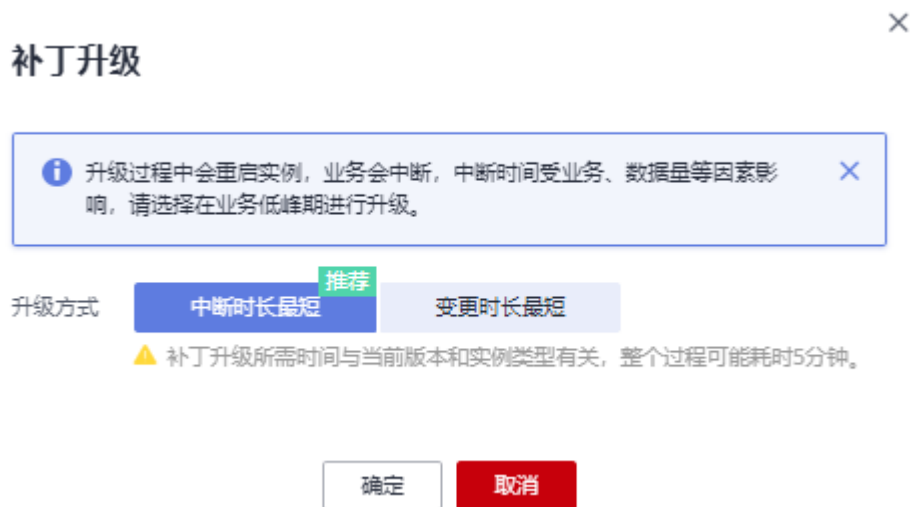 补丁升级
升级过程中会重启实例，业务会中断，中断时间受业务、数据量等因素影
响，请选择在业务低峰期进行升级。
推荐
升级方式 中断时长最短 变更时长最短
补丁升级所需时间与当前版本和实例类型有关，整个过程可能耗时5分钟。
确定 取消